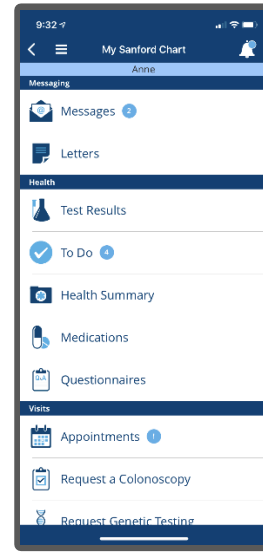 9:32
My Sanford Chart
Anne
Messaging
Messages 2
Letters
Health
Test Results
To Do 4
Health Summary
Medications
Q&A
Questionnaires
Visits
Appointments 1
Request a Colonoscopy
Request Genetic Testing